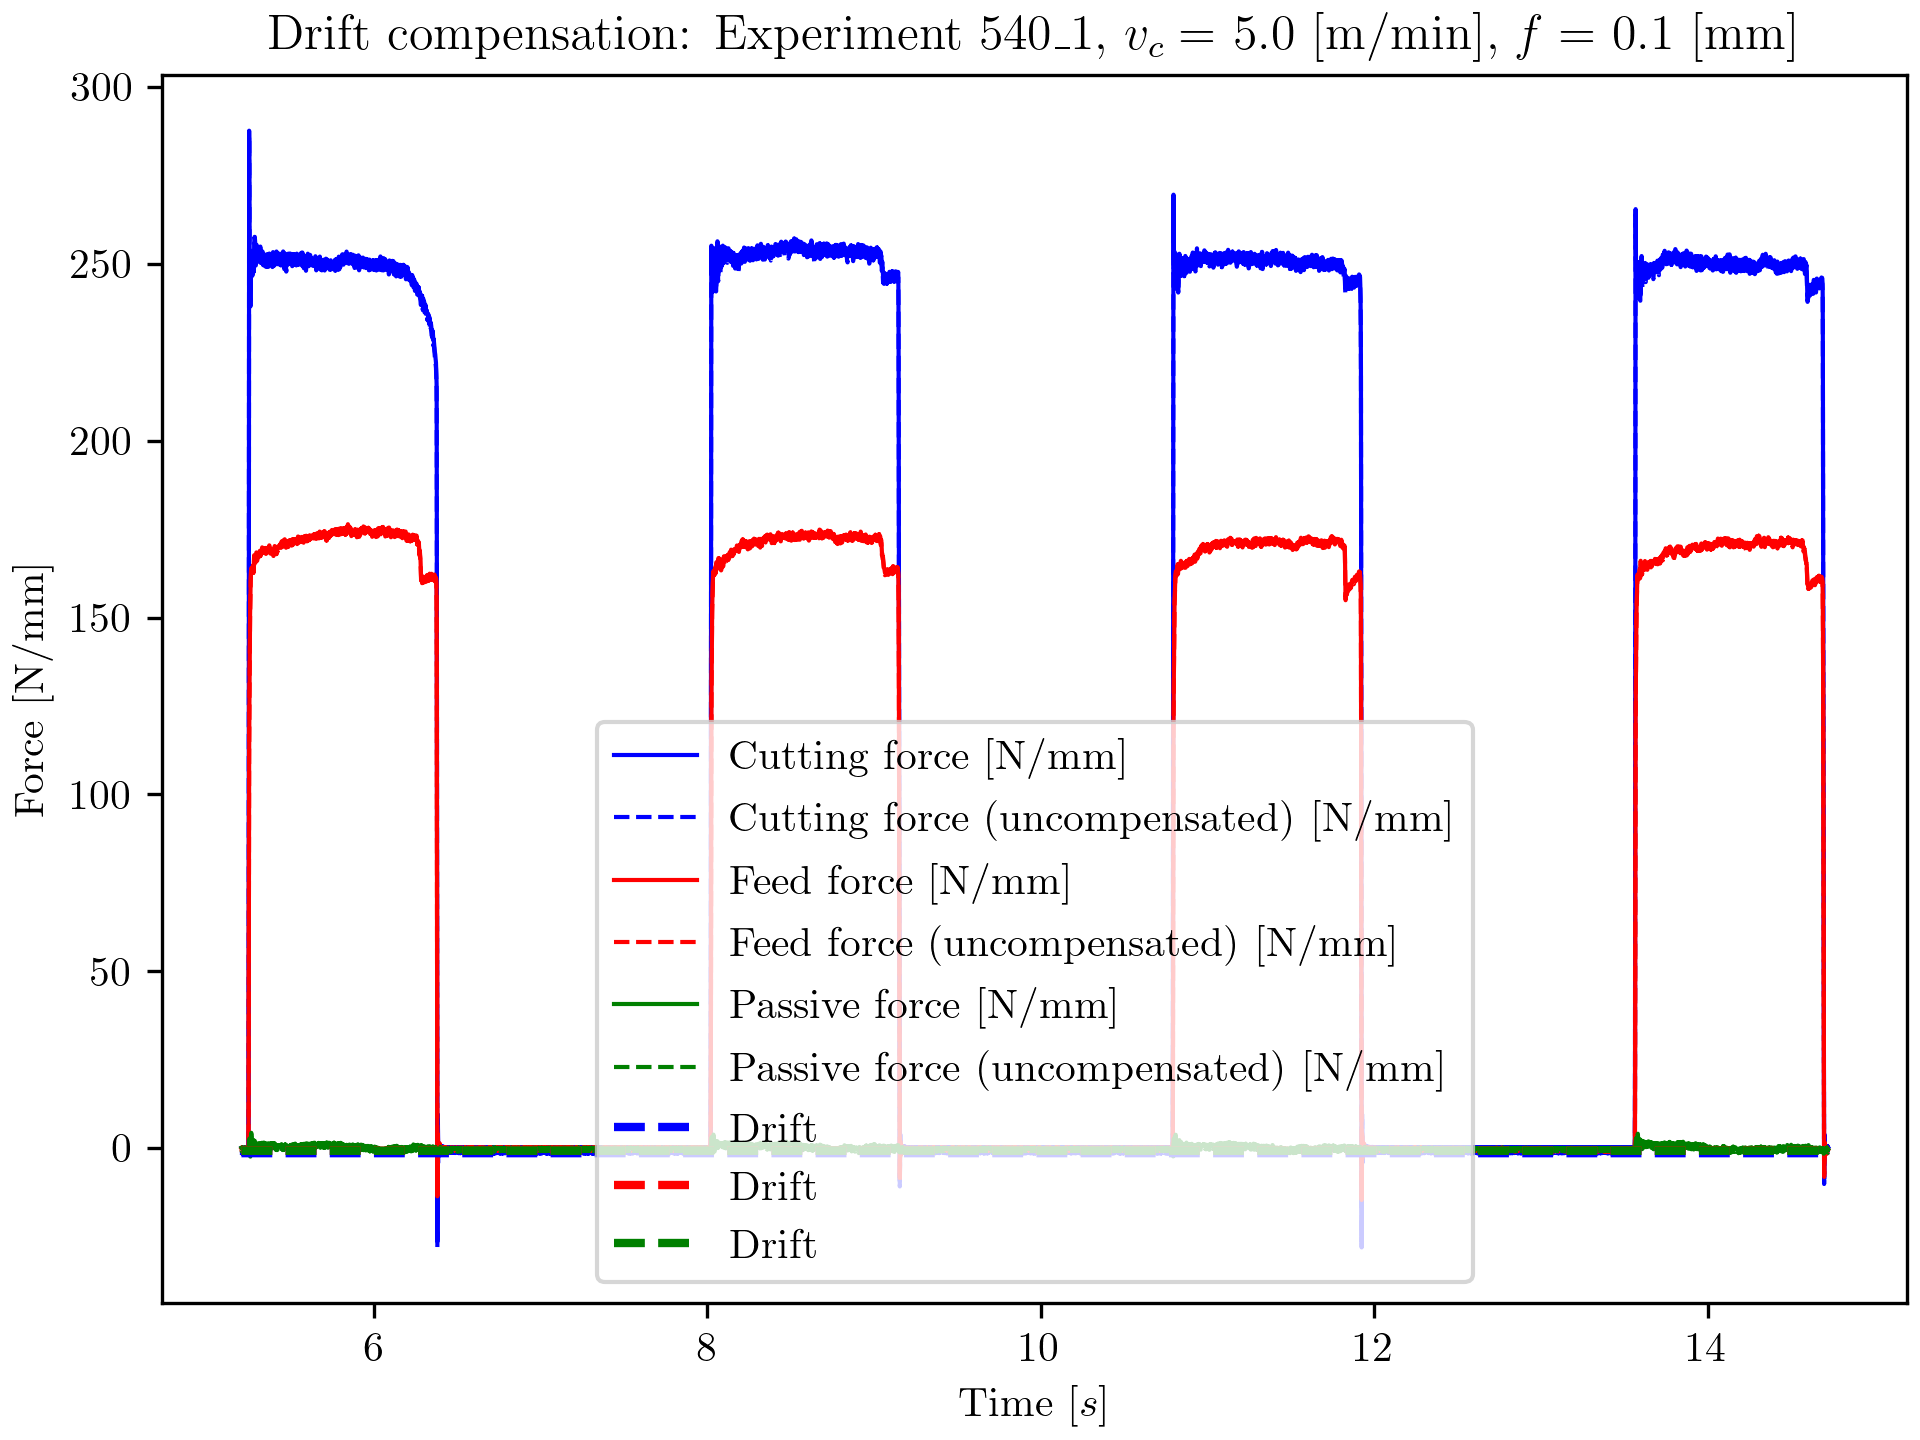 Drift compensation: Experiment 540_1, v_c = 5.0 [m/min], f = 0.1 [mm]
300
250
200
150
100
50
0
Force [N/mm]
Cutting force [N/mm]
Cutting force (uncompensated) [N/mm]
Feed force [N/mm]
Feed force (uncompensated) [N/mm]
Passive force [N/mm]
Passive force (uncompensated) [N/mm]
Drift
Drift
Drift
6 8 10 12 14
Time [s]